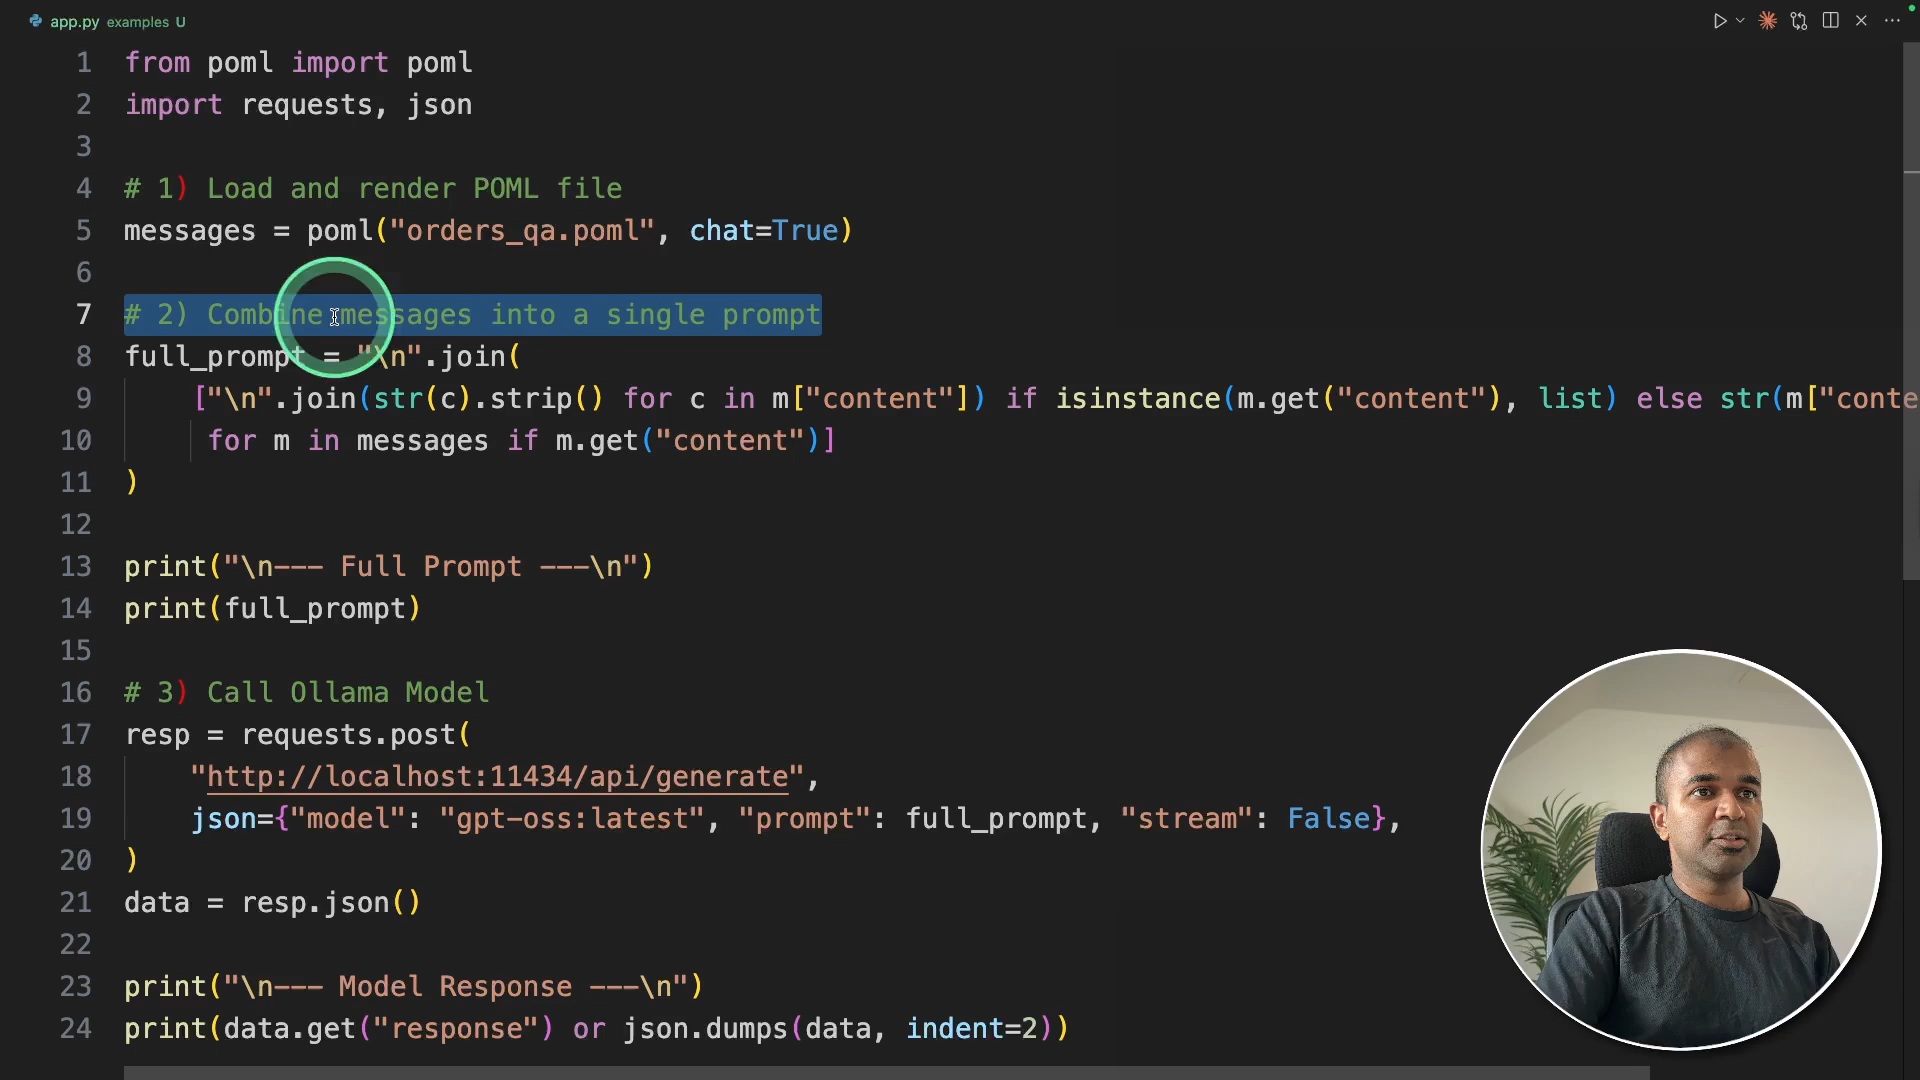 app.py examples U
1 from poml import poml
2 import requests, json
3
4 # 1) Load and render POML file
5 messages = poml("orders_qa.poml", chat=True)
6
7 # 2) Combine messages into a single prompt
8 full_prompt = "\n".join(
9 ["\n".join(str(c).strip() for c in m["content"]) if isinstance(m.get("content"), list) else str(m["conte
10 for m in messages if m.get("content")]
11 )
12
13 print("\n--- Full Prompt ---\n")
14 print(full_prompt)
15
16 # 3) Call Ollama Model
17 resp = requests.post(
18 "http://localhost:11434/api/generate",
19 json={"model": "gpt-oss:latest", "prompt": full_prompt, "stream": False},
20 )
21 data = resp.json()
22
23 print("\n--- Model Response ---\n")
24 print(data.get("response") or json.dumps(data, indent=2))